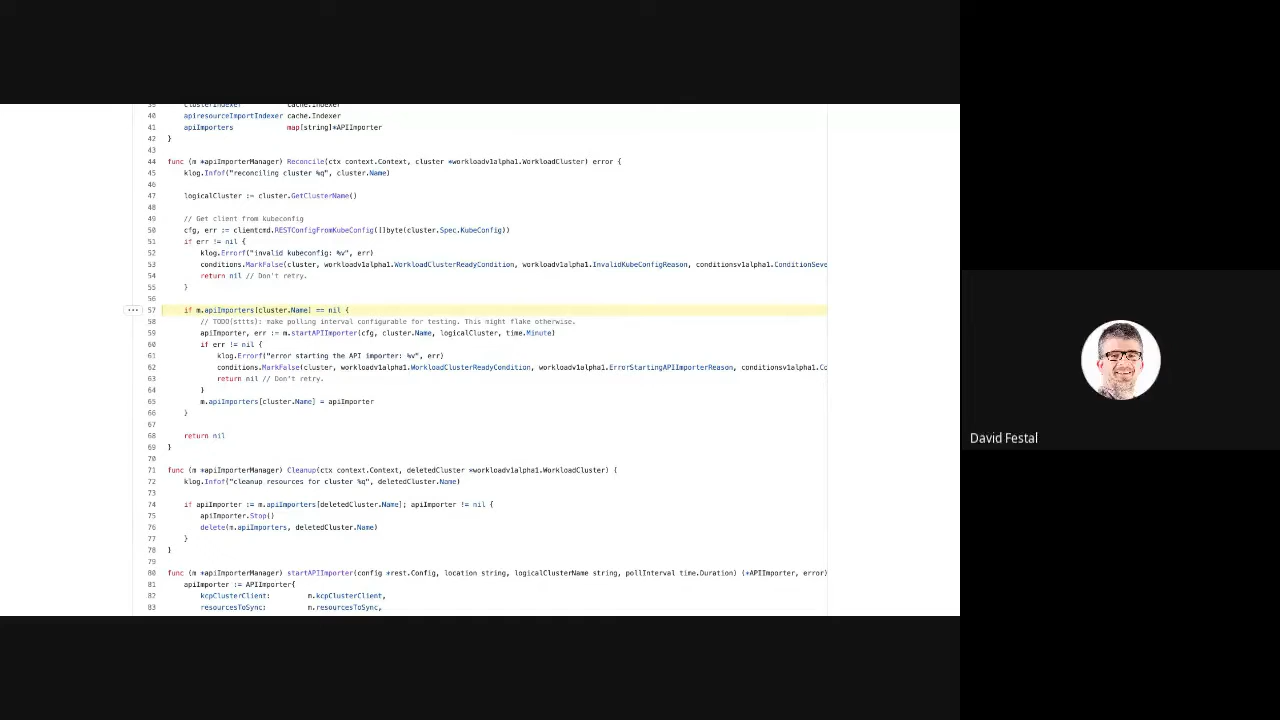 39 clusterIndexer cache.Indexer
40 apiresourceImportIndexer cache.Indexer
41 apiImporters map[string]*APIImporter
42 }
43
44 func (m *apiImporterManager) Reconcile(ctx context.Context, cluster *workloadv1alpha1.WorkloadCluster) error {
45 klog.Infof("reconciling cluster %q", cluster.Name)
46
47 logicalCluster := cluster.GetClusterName()
48
49 // Get client from kubeconfig
50 cfg, err := clientcmd.RESTConfigFromKubeConfig([]byte(cluster.Spec.KubeConfig))
51 if err != nil {
52 klog.Errorf("invalid kubeconfig: %v", err)
53 conditions.MarkFalse(cluster, workloadv1alpha1.WorkloadClusterReadyCondition, workloadv1alpha1.InvalidKubeConfigReason, conditionsv1alpha1.ConditionSeve
54 return nil // Don't retry.
55 }
56
··· 57 if m.apiImporters[cluster.Name] == nil {
58 // TODO(sttts): make polling interval configurable for testing. This might flake otherwise.
59 apiImporter, err := m.startAPIImporter(cfg, cluster.Name, logicalCluster, time.Minute)
60 if err != nil {
61 klog.Errorf("error starting the API importer: %v", err)
62 conditions.MarkFalse(cluster, workloadv1alpha1.WorkloadClusterReadyCondition, workloadv1alpha1.ErrorStartingAPIImporterReason, conditionsv1alpha1.Co
63 return nil // Don't retry.
64 }
65 m.apiImporters[cluster.Name] = apiImporter
66 }
67
68 return nil
69 }
70
71 func (m *apiImporterManager) Cleanup(ctx context.Context, deletedCluster *workloadv1alpha1.WorkloadCluster) {
72 klog.Infof("cleanup resources for cluster %q", deletedCluster.Name)
73
74 if apiImporter := m.apiImporters[deletedCluster.Name]; apiImporter != nil {
75 apiImporter.Stop()
76 delete(m.apiImporters, deletedCluster.Name)
77 }
78 }
79
80 func (m *apiImporterManager) startAPIImporter(config *rest.Config, location string, logicalClusterName string, pollInterval time.Duration) (*APIImporter, error)
81 apiImporter := APIImporter{
82 kcpClusterClient: m.kcpClusterClient,
83 resourcesToSync: m.resourcesToSync,
David Festal